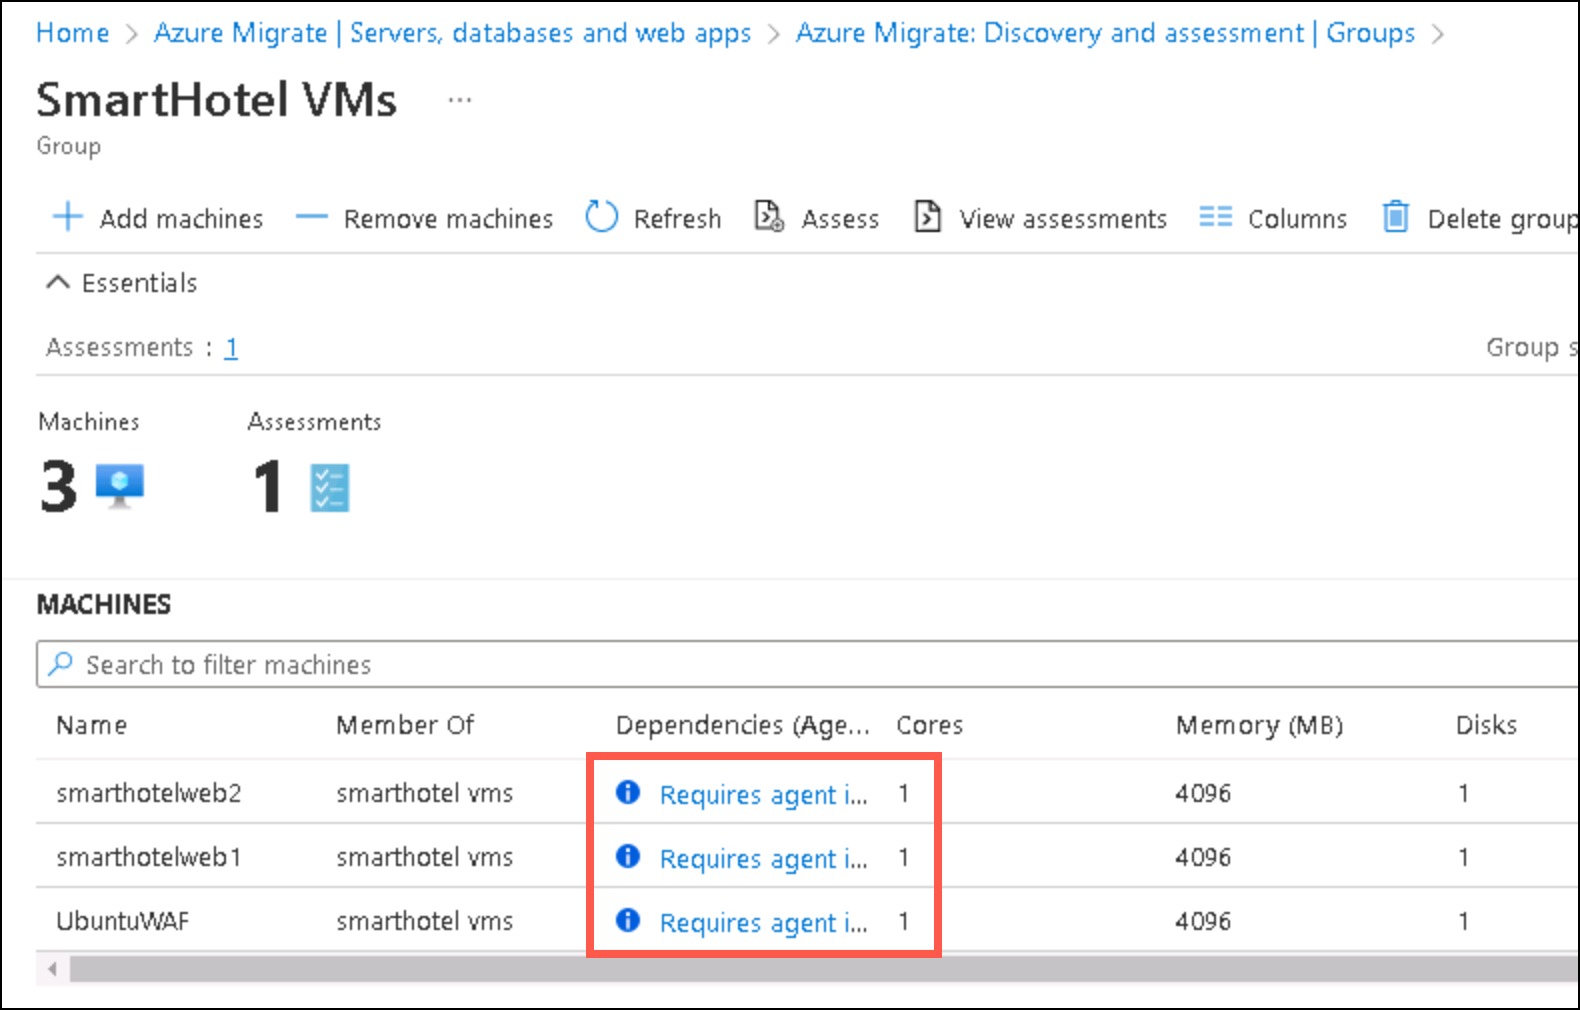 Home > Azure Migrate | Servers, databases and web apps > Azure Migrate: Discovery and assessment | Groups >
SmartHotel VMs ...
Group
Add machines Remove machines Refresh Assess View assessments Columns Delete group
Essentials
Assessments : 1 Group s
Machines Assessments
3 1
MACHINES
Search to filter machines
Name Member Of Dependencies (Age... Cores Memory (MB) Disks
smarthotelweb2 smarthotel vms Requires agent i... 1 4096 1
smarthotelweb1 smarthotel vms Requires agent i... 1 4096 1
UbuntuWAF smarthotel vms Requires agent i... 1 4096 1